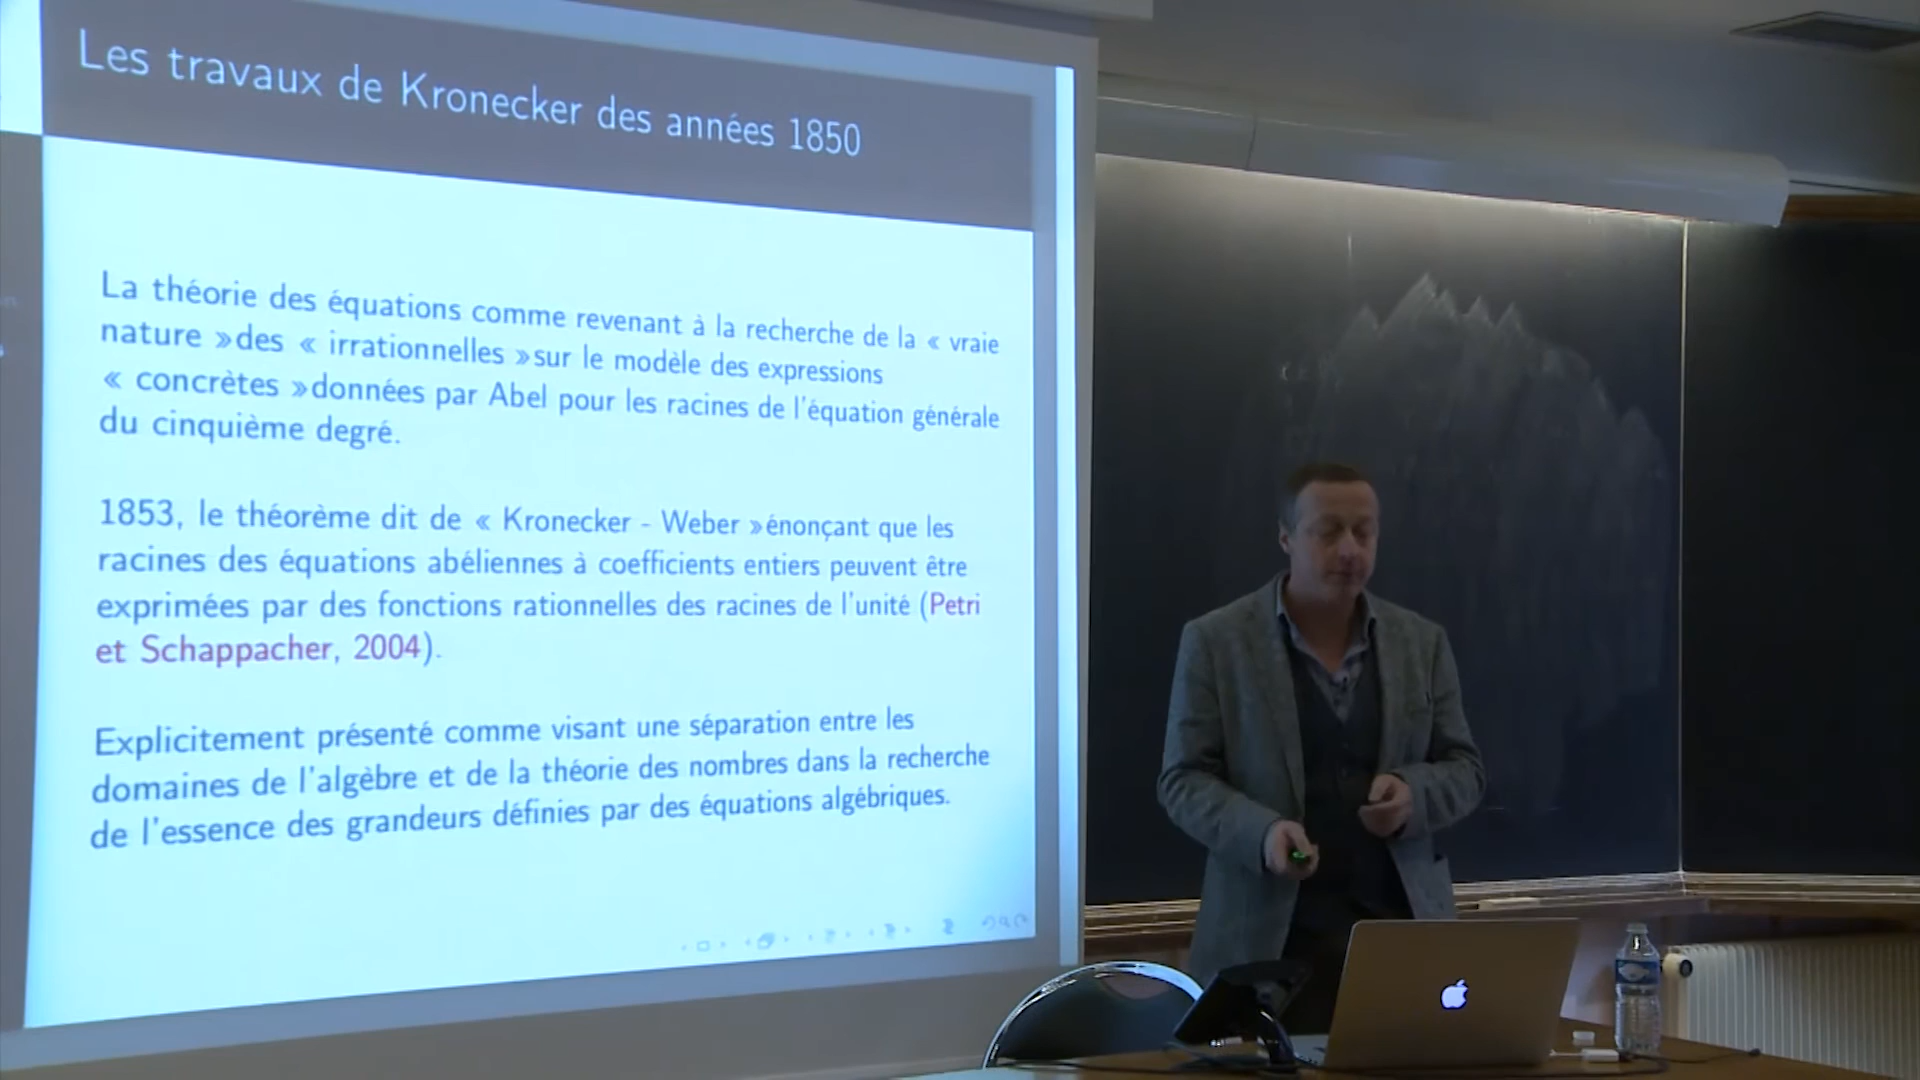 Les travaux de Kronecker des années 1850
La théorie des équations comme revenant à la recherche de la « vraie
nature » des « irrationnelles » sur le modèle des expressions
« concrètes » données par Abel pour les racines de l'équation générale
du cinquième degré.
1853, le théorème dit de « Kronecker - Weber » énonçant que les
racines des équations abéliennes à coefficients entiers peuvent être
exprimées par des fonctions rationnelles des racines de l'unité (Petri
et Schappacher, 2004).
Explicitement présenté comme visant une séparation entre les
domaines de l'algèbre et de la théorie des nombres dans la recherche
de l'essence des grandeurs définies par des équations algébriques.